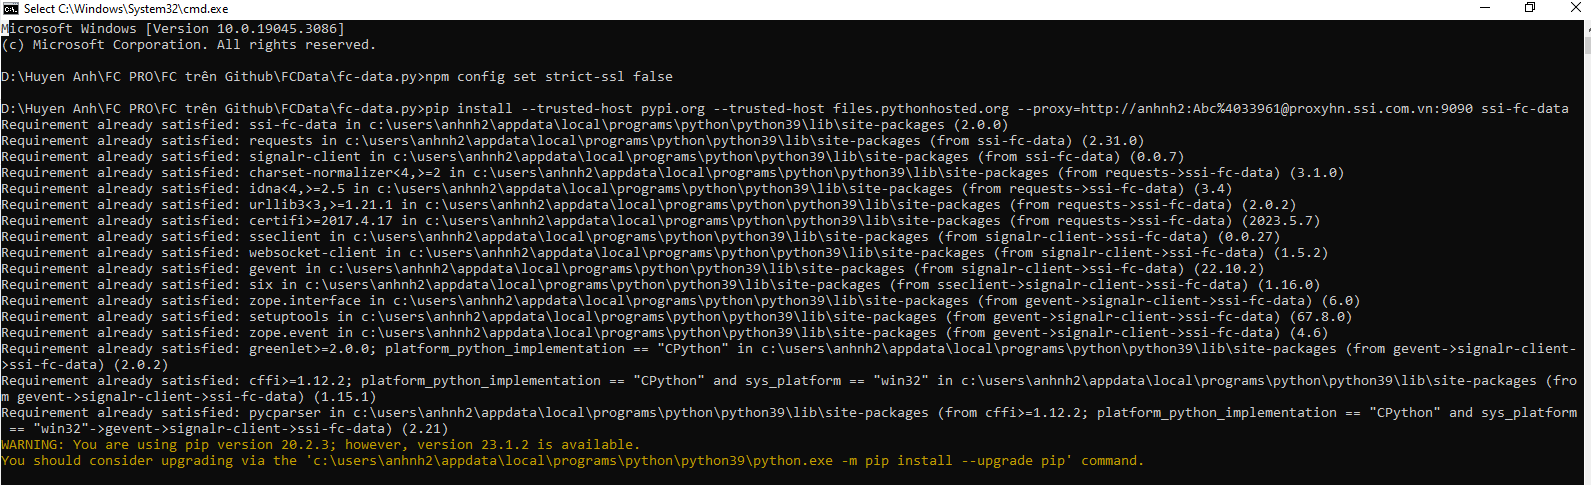 Select C:\Windows\System32\cmd.exe
Microsoft Windows [Version 10.0.19045.3086]
(c) Microsoft Corporation. All rights reserved.
D:\Huyen Anh\FC PRO\FC trên Github\FCData\fc-data.py>npm config set strict-ssl false
D:\Huyen Anh\FC PRO\FC trên Github\FCData\fc-data.py>pip install --trusted-host pypi.org --trusted-host files.pythonhosted.org --proxy=http://anhnh2:Abc%4033961@proxyhn.ssi.com.vn:9090 ssi-fc-data
Requirement already satisfied: ssi-fc-data in c:\users\anhnh2\appdata\local\programs\python\python39\lib\site-packages (2.0.0)
Requirement already satisfied: requests in c:\users\anhnh2\appdata\local\programs\python\python39\lib\site-packages (from ssi-fc-data) (2.31.0)
Requirement already satisfied: signalr-client in c:\users\anhnh2\appdata\local\programs\python\python39\lib\site-packages (from ssi-fc-data) (0.0.7)
Requirement already satisfied: charset-normalizer<4,>=2 in c:\users\anhnh2\appdata\local\programs\python\python39\lib\site-packages (from requests->ssi-fc-data) (3.1.0)
Requirement already satisfied: idna<4,>=2.5 in c:\users\anhnh2\appdata\local\programs\python\python39\lib\site-packages (from requests->ssi-fc-data) (3.4)
Requirement already satisfied: urllib3<3,>=1.21.1 in c:\users\anhnh2\appdata\local\programs\python\python39\lib\site-packages (from requests->ssi-fc-data) (2.0.2)
Requirement already satisfied: certifi>=2017.4.17 in c:\users\anhnh2\appdata\local\programs\python\python39\lib\site-packages (from requests->ssi-fc-data) (2023.5.7)
Requirement already satisfied: sseclient in c:\users\anhnh2\appdata\local\programs\python\python39\lib\site-packages (from signalr-client->ssi-fc-data) (0.0.27)
Requirement already satisfied: websocket-client in c:\users\anhnh2\appdata\local\programs\python\python39\lib\site-packages (from signalr-client->ssi-fc-data) (1.5.2)
Requirement already satisfied: gevent in c:\users\anhnh2\appdata\local\programs\python\python39\lib\site-packages (from signalr-client->ssi-fc-data) (22.10.2)
Requirement already satisfied: six in c:\users\anhnh2\appdata\local\programs\python\python39\lib\site-packages (from sseclient->signalr-client->ssi-fc-data) (1.16.0)
Requirement already satisfied: zope.interface in c:\users\anhnh2\appdata\local\programs\python\python39\lib\site-packages (from gevent->signalr-client->ssi-fc-data) (6.0)
Requirement already satisfied: setuptools in c:\users\anhnh2\appdata\local\programs\python\python39\lib\site-packages (from gevent->signalr-client->ssi-fc-data) (67.8.0)
Requirement already satisfied: zope.event in c:\users\anhnh2\appdata\local\programs\python\python39\lib\site-packages (from gevent->signalr-client->ssi-fc-data) (4.6)
Requirement already satisfied: greenlet>=2.0.0; platform_python_implementation == "CPython" in c:\users\anhnh2\appdata\local\programs\python\python39\lib\site-packages (from gevent->signalr-client-
>ssi-fc-data) (2.0.2)
Requirement already satisfied: cffi>=1.12.2; platform_python_implementation == "CPython" and sys_platform == "win32" in c:\users\anhnh2\appdata\local\programs\python\python39\lib\site-packages (fro
m gevent->signalr-client->ssi-fc-data) (1.15.1)
Requirement already satisfied: pycparser in c:\users\anhnh2\appdata\local\programs\python\python39\lib\site-packages (from cffi>=1.12.2; platform_python_implementation == "CPython" and sys_platform
 == "win32"->gevent->signalr-client->ssi-fc-data) (2.21)
WARNING: You are using pip version 20.2.3; however, version 23.1.2 is available.
You should consider upgrading via the 'c:\users\anhnh2\appdata\local\programs\python\python39\python.exe -m pip install --upgrade pip' command.